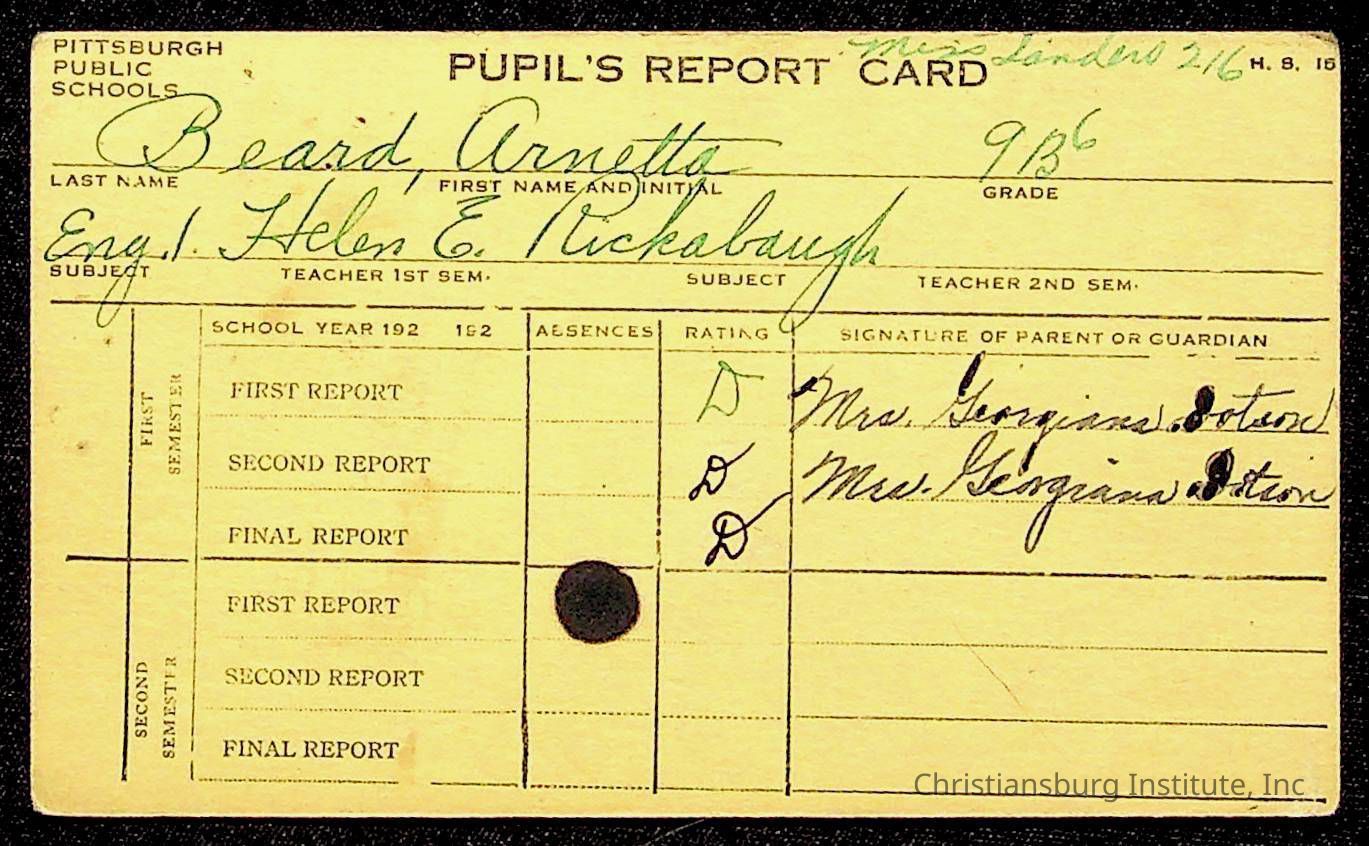 PITTSBURGH
PUBLIC
SCHOOLS
PUPIL'S REPORT CARD
Miss Sanders 216
H. S. 15
Beard, Arnetta 9B6
LAST NAME FIRST NAME AND INITIAL GRADE
Eng. 1. Helen E. Rickabaugh
SUBJECT TEACHER 1ST SEM. SUBJECT TEACHER 2ND SEM.
SCHOOL YEAR 192 192 ABSENCES RATING SIGNATURE OF PARENT OR GUARDIAN
FIRST SEMESTER
FIRST REPORT D Mrs. Georgiana Dotson
SECOND REPORT D Mrs. Georgiana Dotson
FINAL REPORT D
SECOND SEMESTER
FIRST REPORT
SECOND REPORT
FINAL REPORT
Christiansburg Institute, Inc